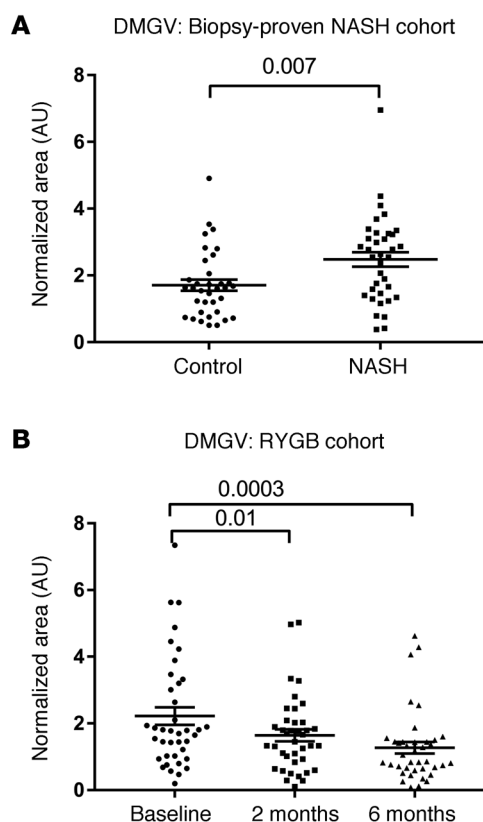 A
DMGV: Biopsy-proven NASH cohort
0.007
Normalized area (AU)
8
6
4
2
0
Control NASH
B
DMGV: RYGB cohort
0.0003
0.01
Normalized area (AU)
8
6
4
2
0
Baseline 2 months 6 months